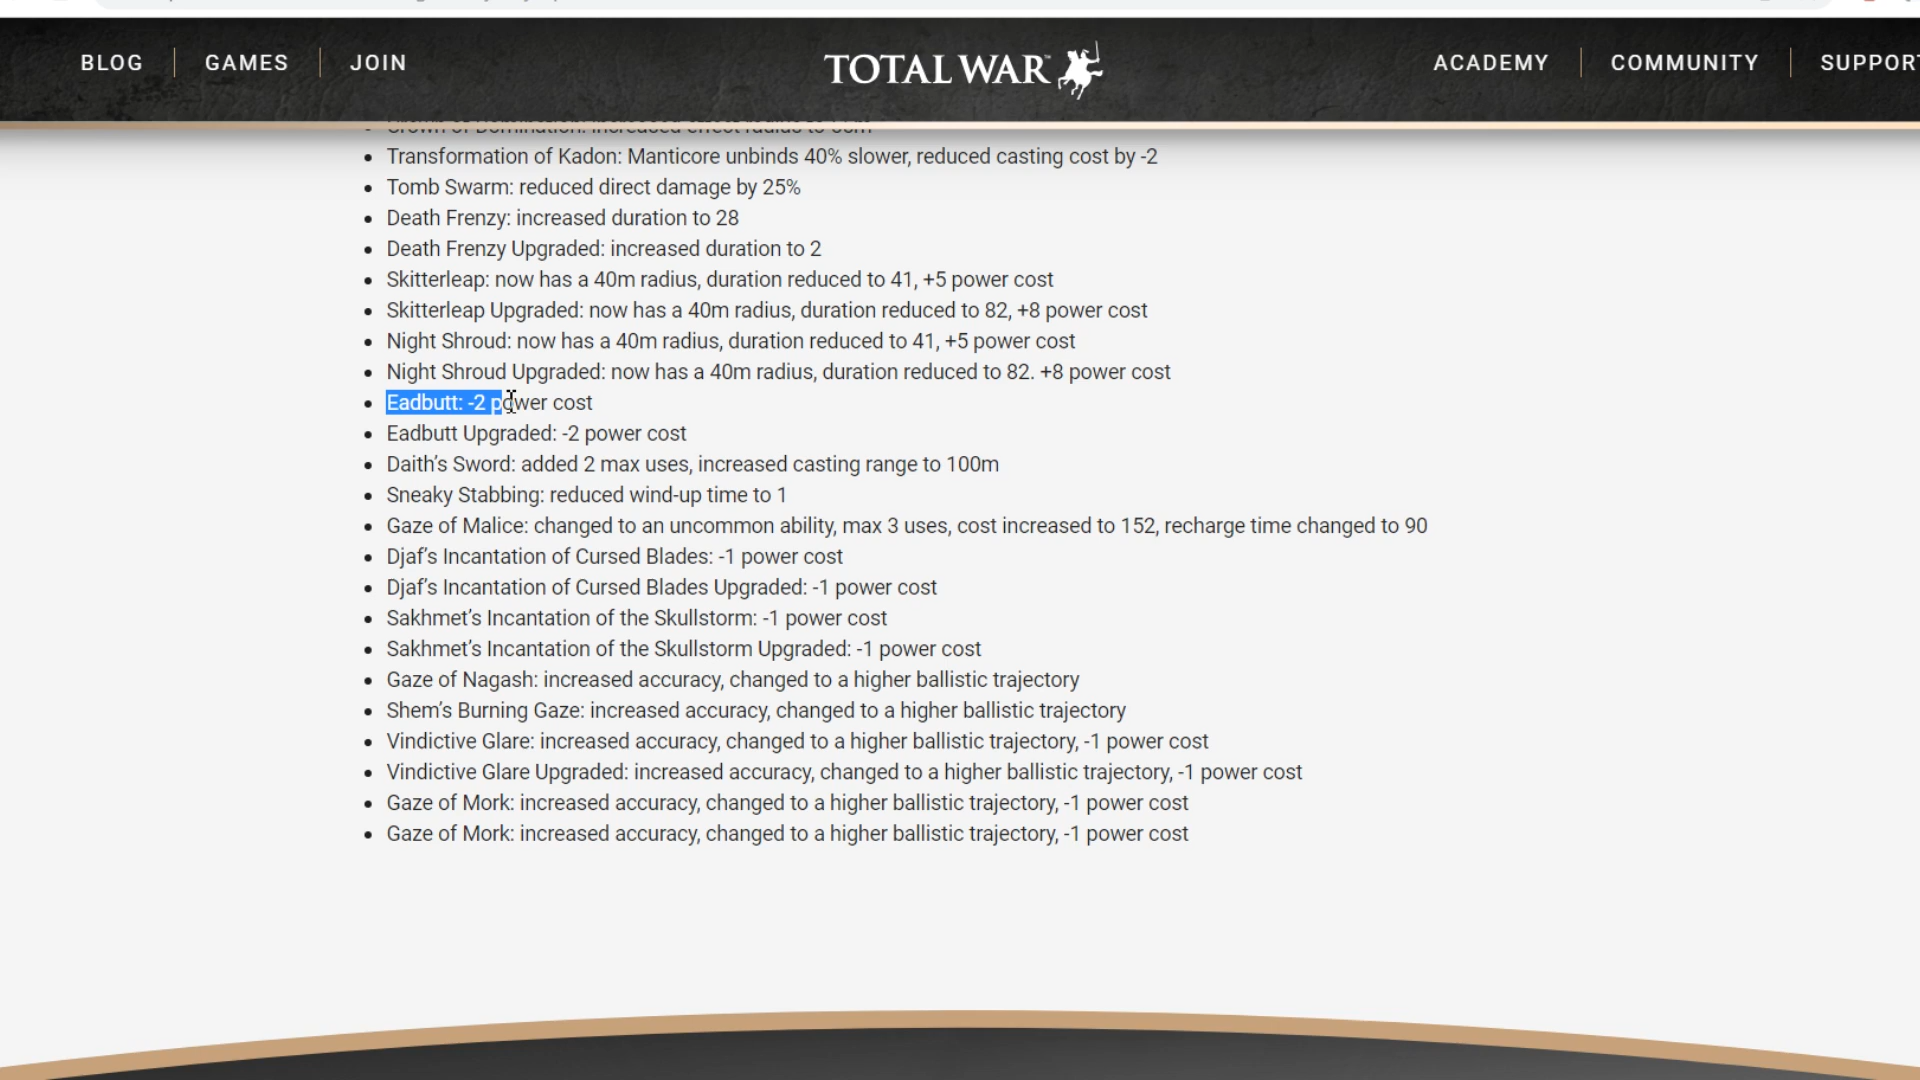 BLOG GAMES JOIN TOTAL WAR™ ACADEMY COMMUNITY SUPPORT
Crown of Domination: increased effect radius to
Transformation of Kadon: Manticore unbinds 40% slower, reduced casting cost by -2
Tomb Swarm: reduced direct damage by 25%
Death Frenzy: increased duration to 28
Death Frenzy Upgraded: increased duration to 2
Skitterleap: now has a 40m radius, duration reduced to 41, +5 power cost
Skitterleap Upgraded: now has a 40m radius, duration reduced to 82, +8 power cost
Night Shroud: now has a 40m radius, duration reduced to 41, +5 power cost
Night Shroud Upgraded: now has a 40m radius, duration reduced to 82. +8 power cost
Eadbutt: -2 power cost
Eadbutt Upgraded: -2 power cost
Daith’s Sword: added 2 max uses, increased casting range to 100m
Sneaky Stabbing: reduced wind-up time to 1
Gaze of Malice: changed to an uncommon ability, max 3 uses, cost increased to 152, recharge time changed to 90
Djaf’s Incantation of Cursed Blades: -1 power cost
Djaf’s Incantation of Cursed Blades Upgraded: -1 power cost
Sakhmet’s Incantation of the Skullstorm: -1 power cost
Sakhmet’s Incantation of the Skullstorm Upgraded: -1 power cost
Gaze of Nagash: increased accuracy, changed to a higher ballistic trajectory
Shem’s Burning Gaze: increased accuracy, changed to a higher ballistic trajectory
Vindictive Glare: increased accuracy, changed to a higher ballistic trajectory, -1 power cost
Vindictive Glare Upgraded: increased accuracy, changed to a higher ballistic trajectory, -1 power cost
Gaze of Mork: increased accuracy, changed to a higher ballistic trajectory, -1 power cost
Gaze of Mork: increased accuracy, changed to a higher ballistic trajectory, -1 power cost